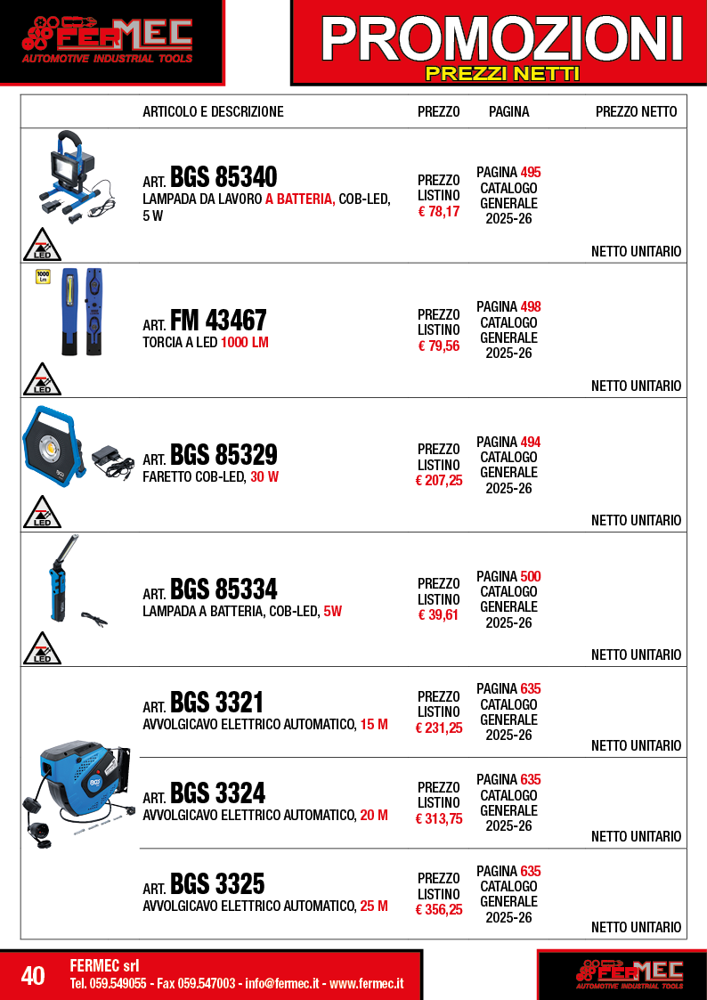 FERMEC
AUTOMOTIVE INDUSTRIAL TOOLS
PROMOZIONI
PREZZI NETTI
ARTICOLO E DESCRIZIONE PREZZO PAGINA PREZZO NETTO
ART. BGS 85340
LAMPADA DA LAVORO A BATTERIA, COB-LED,
5 W
PREZZO
LISTINO
€ 78,17
PAGINA 495
CATALOGO
GENERALE
2025-26
NETTO UNITARIO
LED
1000
Lm
ART. FM 43467
TORCIA A LED 1000 LM
PREZZO
LISTINO
€ 79,56
PAGINA 498
CATALOGO
GENERALE
2025-26
NETTO UNITARIO
LED
ART. BGS 85329
FARETTO COB-LED, 30 W
PREZZO
LISTINO
€ 207,25
PAGINA 494
CATALOGO
GENERALE
2025-26
NETTO UNITARIO
LED
ART. BGS 85334
LAMPADA A BATTERIA, COB-LED, 5W
PREZZO
LISTINO
€ 39,61
PAGINA 500
CATALOGO
GENERALE
2025-26
NETTO UNITARIO
LED
ART. BGS 3321
AVVOLGICAVO ELETTRICO AUTOMATICO, 15 M
PREZZO
LISTINO
€ 231,25
PAGINA 635
CATALOGO
GENERALE
2025-26
NETTO UNITARIO
BGS
ART. BGS 3324
AVVOLGICAVO ELETTRICO AUTOMATICO, 20 M
PREZZO
LISTINO
€ 313,75
PAGINA 635
CATALOGO
GENERALE
2025-26
NETTO UNITARIO
ART. BGS 3325
AVVOLGICAVO ELETTRICO AUTOMATICO, 25 M
PREZZO
LISTINO
€ 356,25
PAGINA 635
CATALOGO
GENERALE
2025-26
NETTO UNITARIO
40
FERMEC srl
Tel. 059.549055 - Fax 059.547003 - info@fermec.it - www.fermec.it
FERMEC
AUTOMOTIVE INDUSTRIAL TOOLS